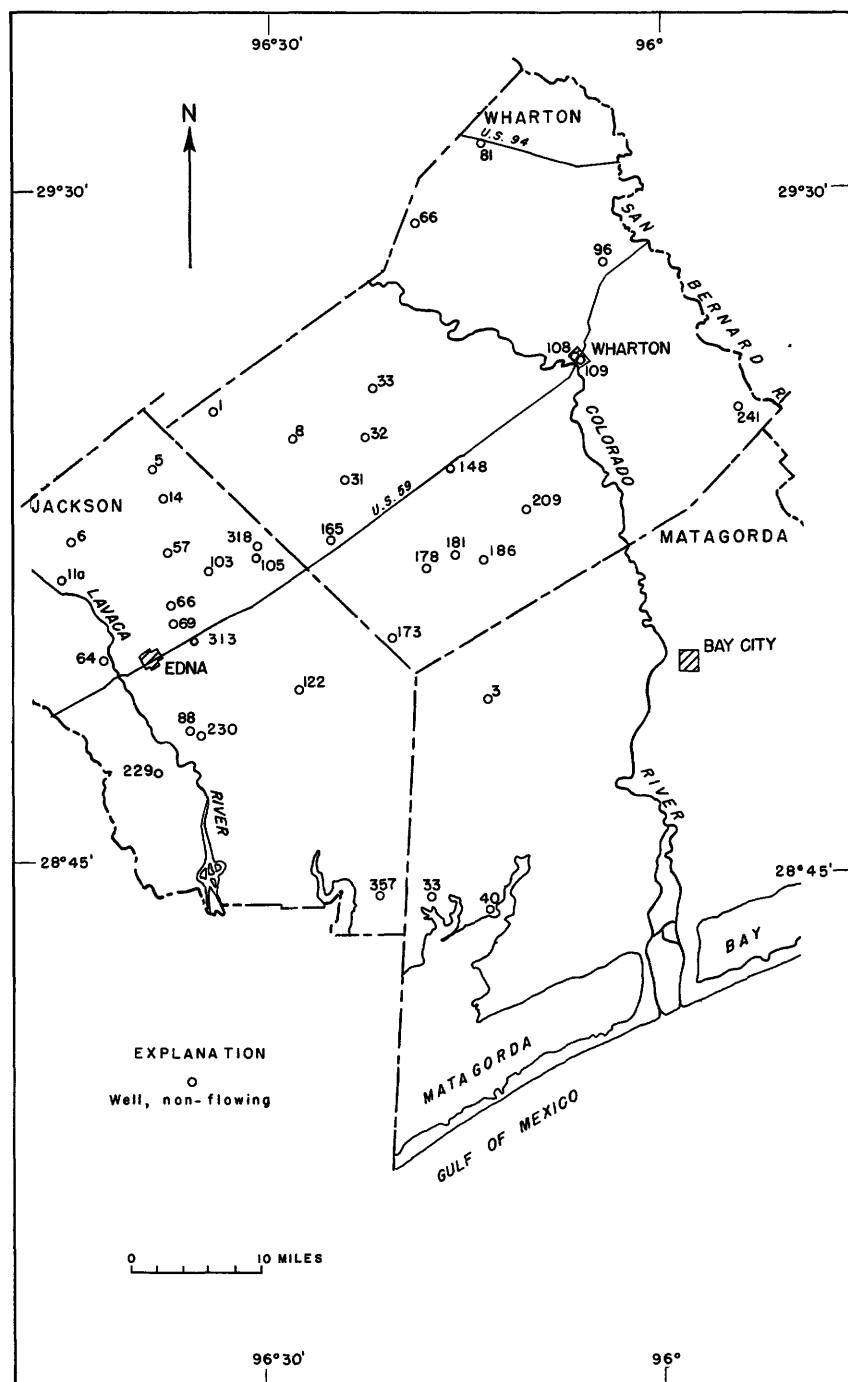 96°30'
96°
N
WHARTON
U.S. 94
81
29°30'
29°30'
66
SAN BERNARD RI
96
108
WHARTON
109
33
1
241
8
32
COLORADO
5
148
31
14
U.S. 59
JACKSON
209
165
318
6
MATAGORDA
57
181
186
103
105
178
11a
LAVACA
66
69
173
313
64
EDNA
BAY CITY
122
3
88
230
229
RIVER
RIVER
28°45'
28°45'
357
33
40
BAY
MATAGORDA
EXPLANATION
Well, non-flowing
GULF OF MEXICO
0 10 MILES
96°30'
96°